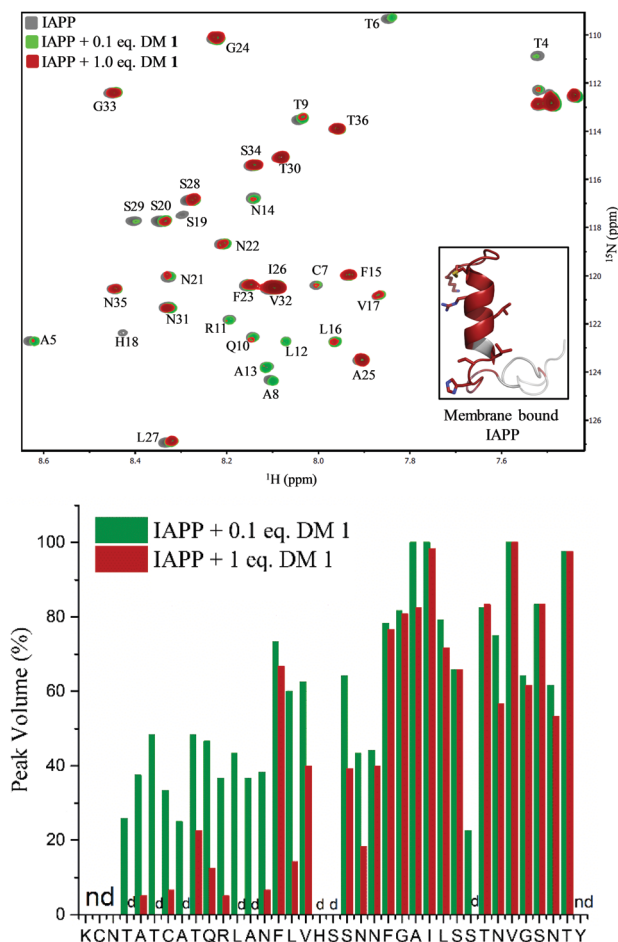 IAPP
IAPP + 0.1 eq. DM 1
IAPP + 1.0 eq. DM 1
T6
T4
G24
G33
T9
T36
S34
T30
S28
S29
S20
S19
N14
N22
N21
N35
F23
I26
V32
C7
F15
V17
N31
R11
H18
Q10
L12
L16
A5
A13
A8
A25
L27
110
112
114
116
118
120
122
124
126
¹⁵N (ppm)
8.6
8.4
8.2
8.0
7.8
7.6
¹H (ppm)
Membrane bound
IAPP
IAPP + 0.1 eq. DM 1
IAPP + 1 eq. DM 1
Peak Volume (%)
100
80
60
40
20
0
nd d d d d d d d d nd
KCNTATCATQRLANFLVHSSNNFGAILSSTNVGSNTY